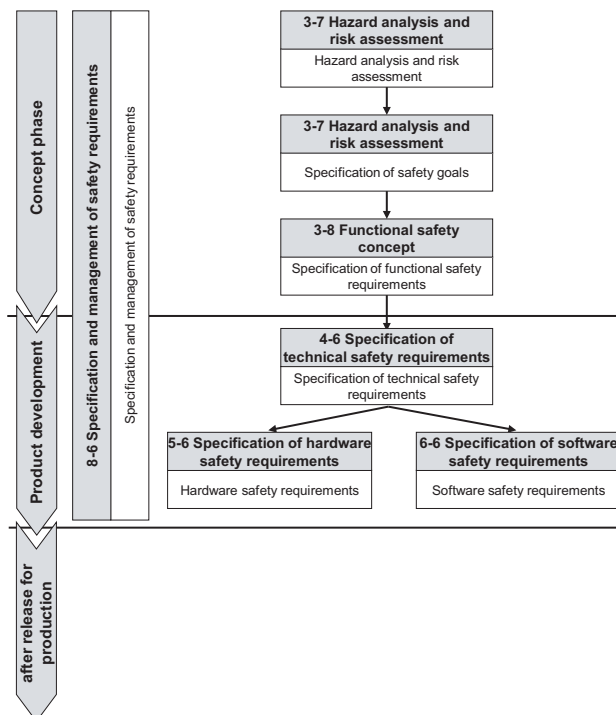 Concept phase
Product development
after release for
production
8-6 Specification and management of safety requirements
Specification and management of safety requirements
3-7 Hazard analysis and
risk assessment
Hazard analysis and risk
assessment
3-7 Hazard analysis and
risk assessment
Specification of safety goals
3-8 Functional safety
concept
Specification of functional safety
requirements
4-6 Specification of
technical safety requirements
Specification of technical safety
requirements
5-6 Specification of hardware
safety requirements
Hardware safety requirements
6-6 Specification of software
safety requirements
Software safety requirements